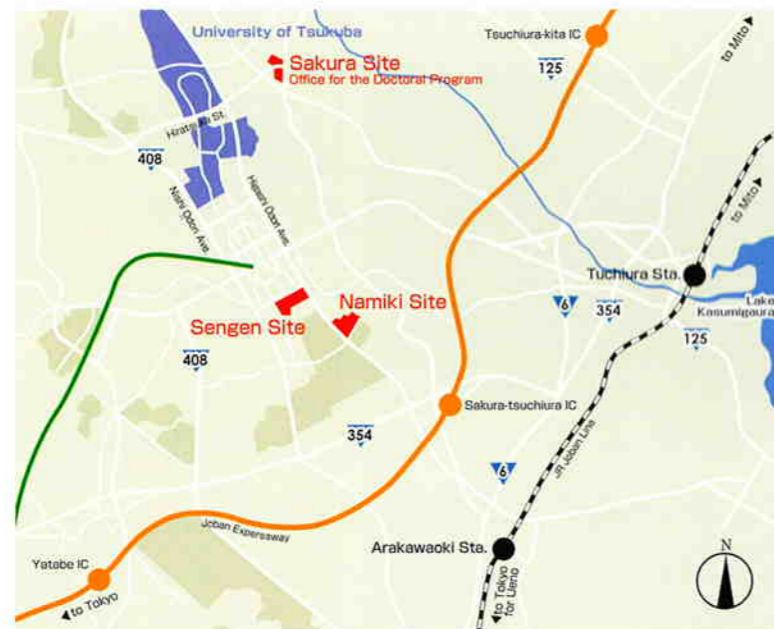 University of Tsukuba
Tsuchiura-kita IC
to Mito
Sakura Site
Office for the Doctoral Program
125
Hiratsuka St.
408
Nishi Odori Ave.
Higashi Odori Ave.
to Mito
Tuchiura Sta.
Lake
Kasumigaura
Namiki Site
Sengen Site
6
354
125
408
Sakura-tsuchiura IC
354
6
JR Joban Line
Joban Experssway
Arakawaoki Sta.
N
Yatabe IC
to Tokyo
to Tokyo
for Ueno